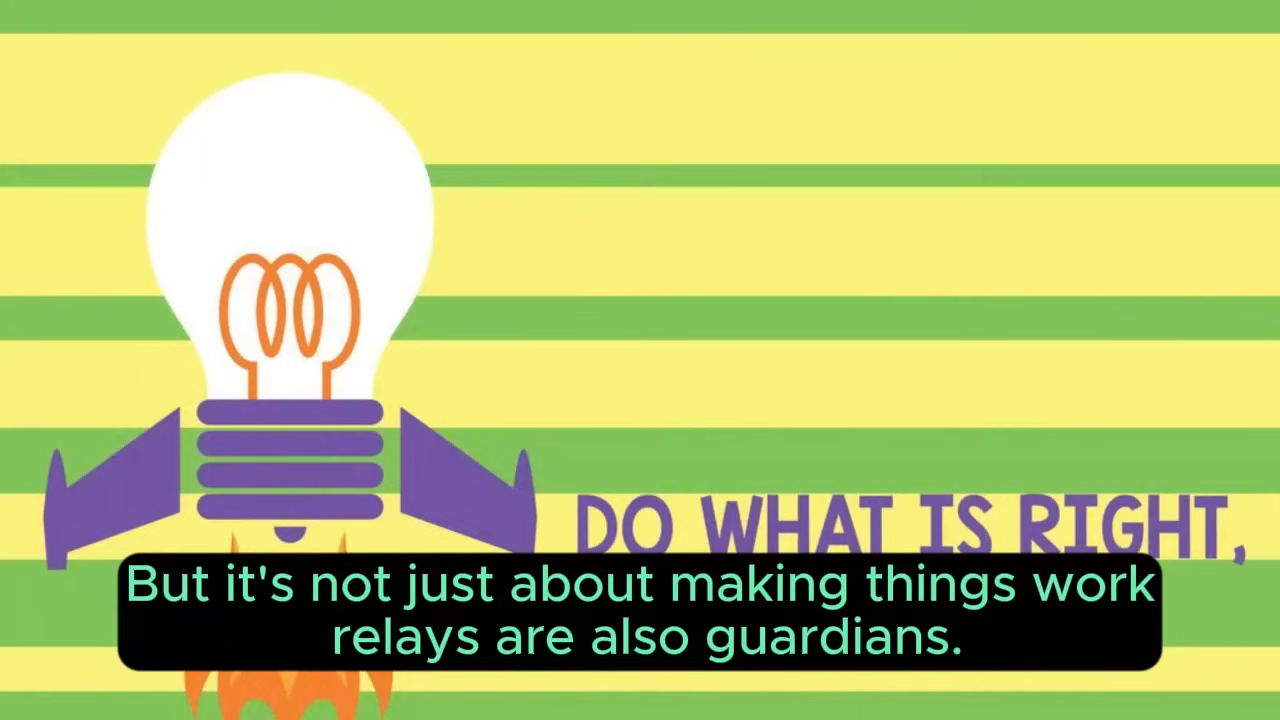 DO WHAT IS RIGHT,
But it's not just about making things work
relays are also guardians.